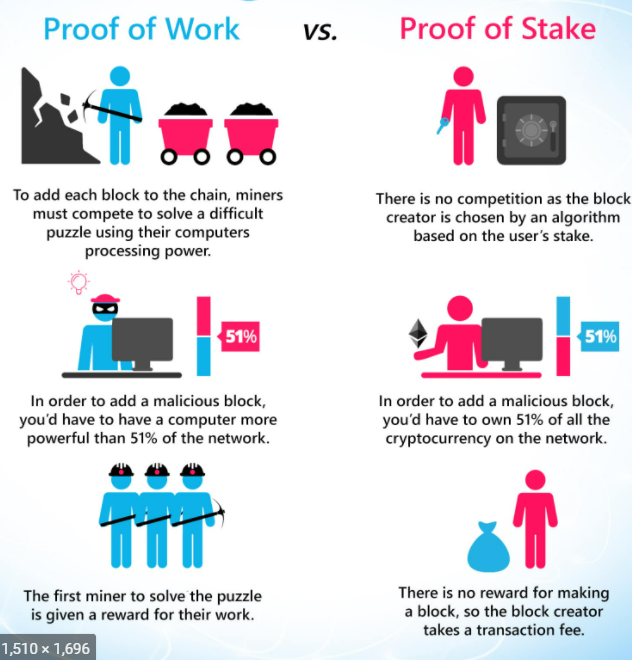 Proof of Work
vs.
Proof of Stake
To add each block to the chain, miners
must compete to solve a difficult
puzzle using their computers
processing power.
There is no competition as the block
creator is chosen by an algorithm
based on the user's stake.
51%
51%
In order to add a malicious block,
you'd have to have a computer more
powerful than 51% of the network.
In order to add a malicious block,
you'd have to own 51% of all the
cryptocurrency on the network.
The first miner to solve the puzzle
is given a reward for their work.
There is no reward for making
a block, so the block creator
takes a transaction fee.
1,510 × 1,696